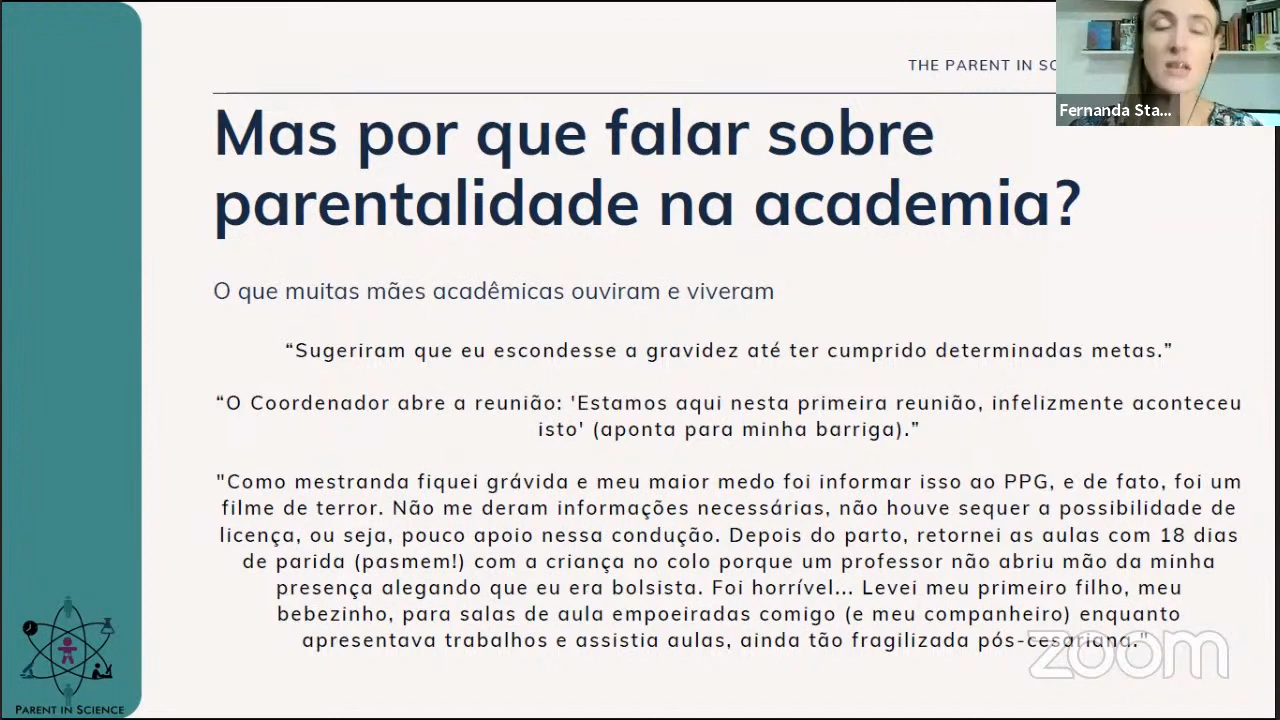 THE PARENT IN SC
Fernanda Sta...
Mas por que falar sobre
parentalidade na academia?
O que muitas mães acadêmicas ouviram e viveram
“Sugeriram que eu escondesse a gravidez até ter cumprido determinadas metas.”
“O Coordenador abre a reunião: 'Estamos aqui nesta primeira reunião, infelizmente aconteceu
isto' (aponta para minha barriga).”
"Como mestranda fiquei grávida e meu maior medo foi informar isso ao PPG, e de fato, foi um
filme de terror. Não me deram informações necessárias, não houve sequer a possibilidade de
licença, ou seja, pouco apoio nessa condução. Depois do parto, retornei as aulas com 18 dias
de parida (pasmem!) com a criança no colo porque um professor não abriu mão da minha
presença alegando que eu era bolsista. Foi horrível... Levei meu primeiro filho, meu
bebezinho, para salas de aula empoeiradas comigo (e meu companheiro) enquanto
apresentava trabalhos e assistia aulas, ainda tão fragilizada pós-cesariana."
zoom
PARENT IN SCIENCE